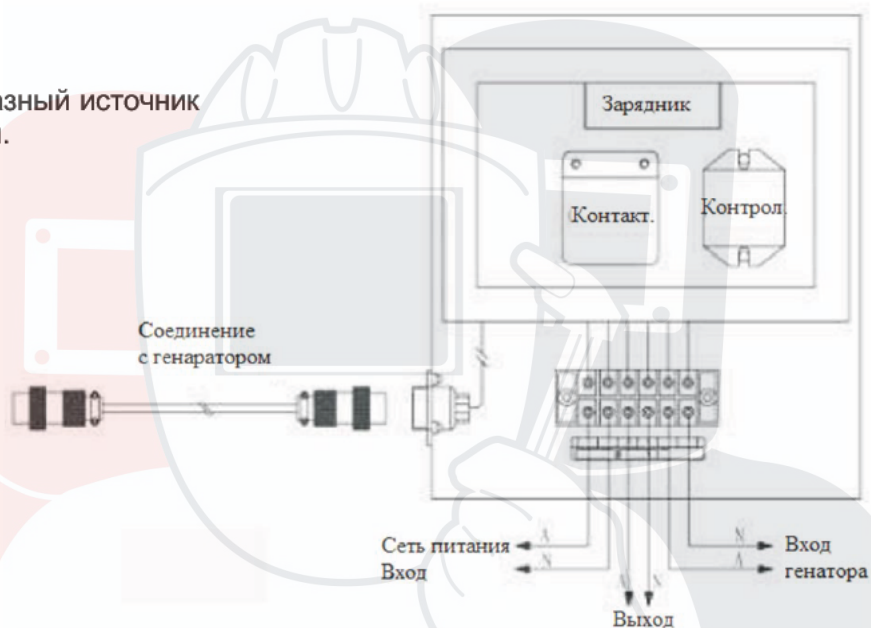 азный источник
Зарядник
Контакт.
Контрол.
Соединение
с генаратором
Сеть питания
Вход
A
N
N
A
Вход
генатора
Выход